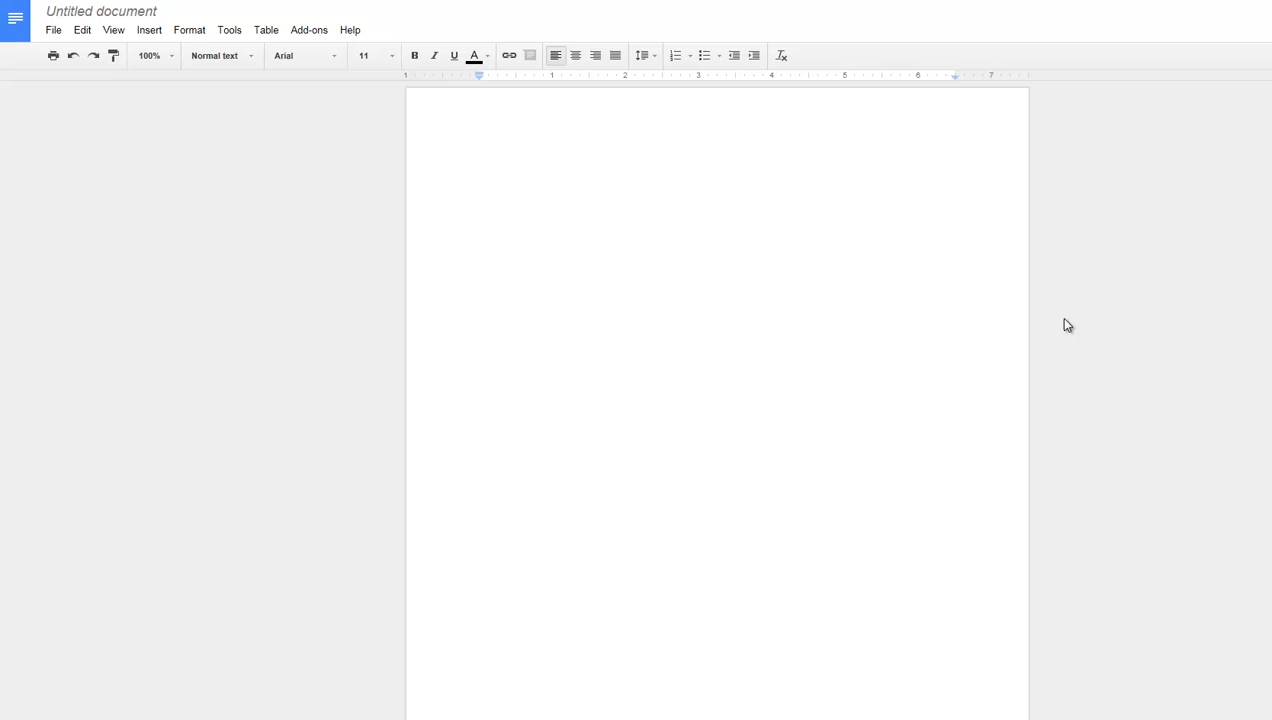 Untitled document
File Edit View Insert Format Tools Table Add-ons Help
100% Normal text Arial 11 B I U A
1 1 2 3 4 5 6 7